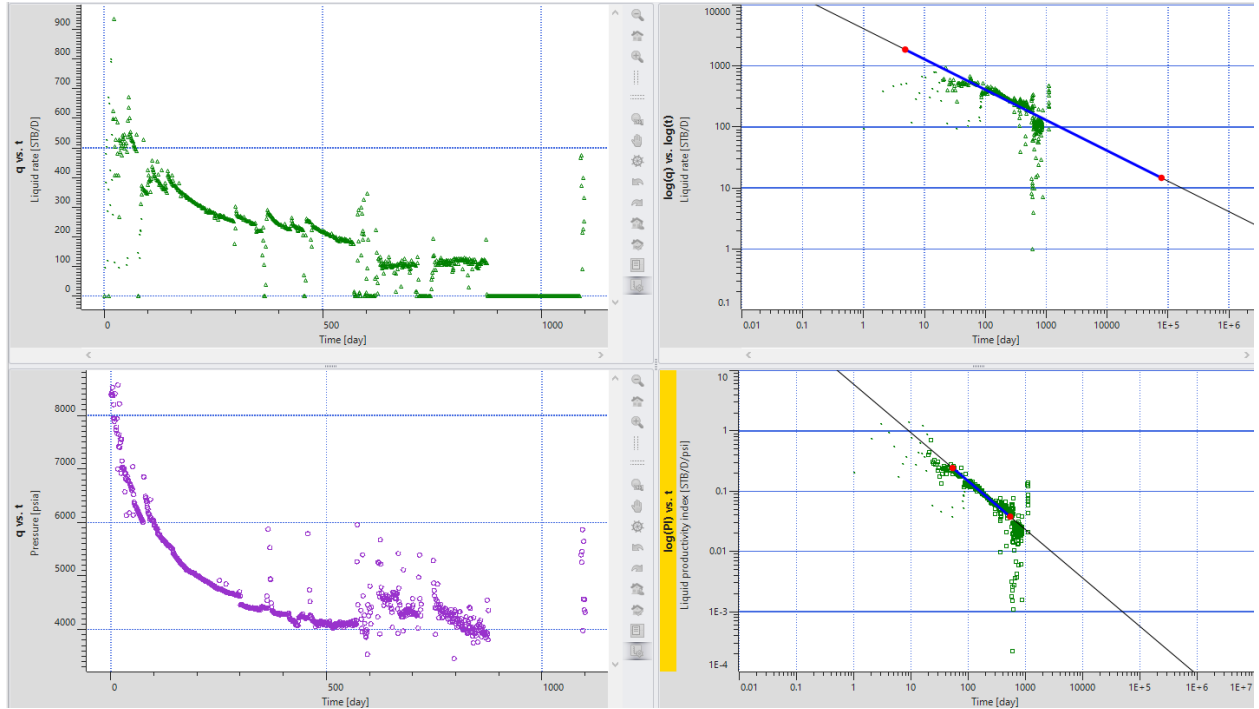 q vs. t
Liquid rate [STB/D]
900
800
700
600
500
400
300
200
100
0
0
500
1000
Time [day]
log(q) vs. log(t)
Liquid rate [STB/D]
10000
1000
100
10
1
0.1
0.01
0.1
1
10
100
1000
10000
1E+5
1E+6
Time [day]
q vs. t
Pressure [psia]
8000
7000
6000
5000
4000
0
500
1000
Time [day]
log(PI) vs. t
Liquid productivity index [STB/D/psi]
10
1
0.1
0.01
1E-3
1E-4
0.01
0.1
1
10
100
1000
10000
1E+5
1E+6
1E+7
Time [day]